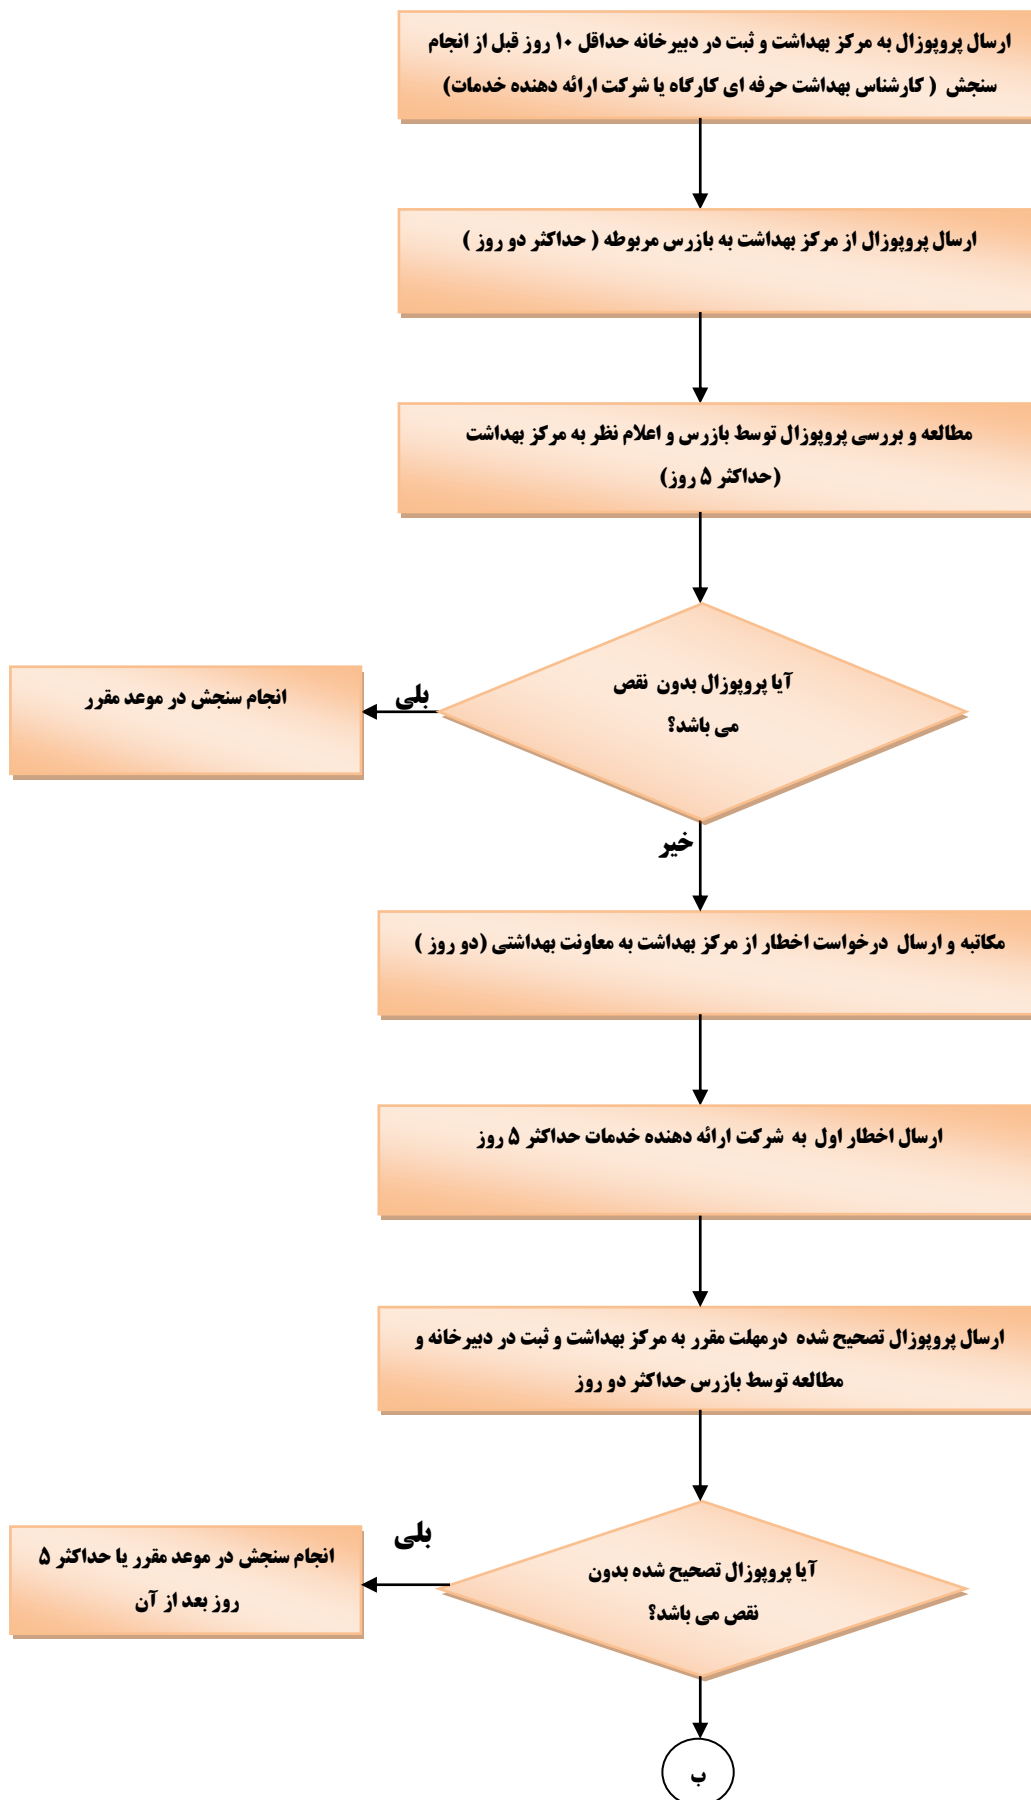 ارسال پروپوزال به مرکز بهداشت و ثبت در دبیرخانه حداقل ۱۰ روز قبل از انجام
سنجش ( کارشناس بهداشت حرفه ای کارگاه یا شرکت ارائه دهنده خدمات)
ارسال پروپوزال از مرکز بهداشت به بازرس مربوطه ( حداکثر دو روز )
مطالعه و بررسی پروپوزال توسط بازرس و اعلام نظر به مرکز بهداشت
(حداکثر ۵ روز)
آیا پروپوزال بدون نقص
می باشد؟
بلی
انجام سنجش در موعد مقرر
خیر
مکاتبه و ارسال درخواست اخطار از مرکز بهداشت به معاونت بهداشتی (دو روز )
ارسال اخطار اول به شرکت ارائه دهنده خدمات حداکثر ۵ روز
ارسال پروپوزال تصحیح شده درمهلت مقرر به مرکز بهداشت و ثبت در دبیرخانه و
مطالعه توسط بازرس حداکثر دو روز
آیا پروپوزال تصحیح شده بدون
نقص می باشد؟
بلی
انجام سنجش در موعد مقرر یا حداکثر ۵
روز بعد از آن
ب